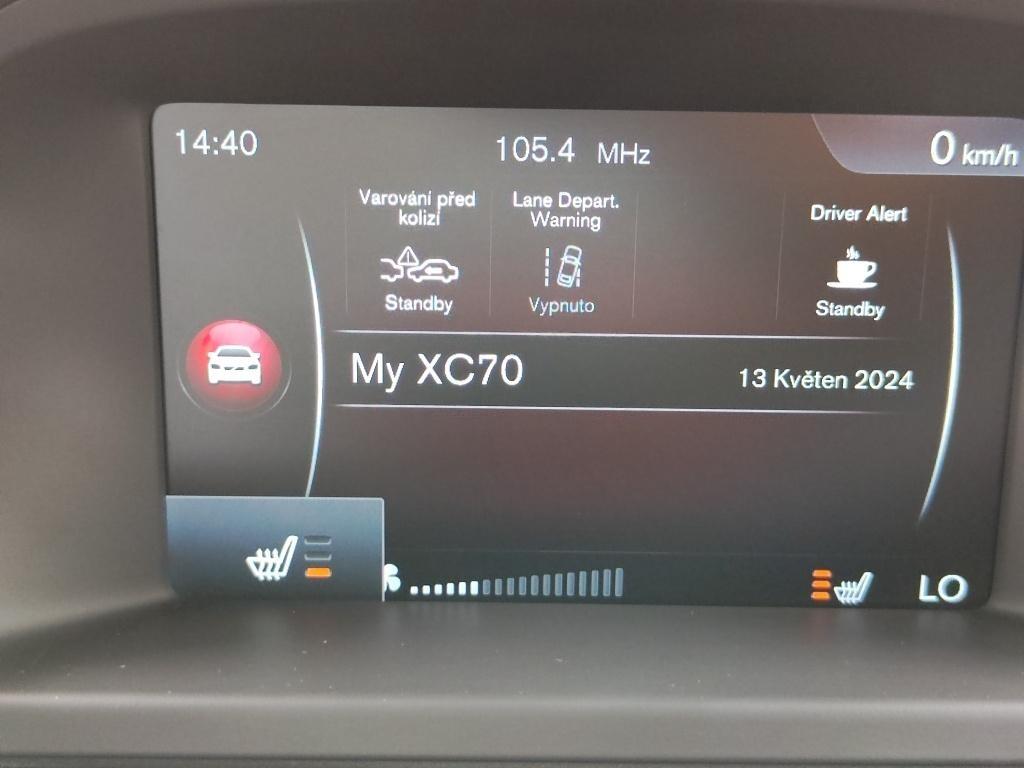 14:40
105.4 MHz
0 km/h
Varování před
kolizí
Standby
Lane Depart.
Warning
Vypnuto
Driver Alert
Standby
My XC70
13 Květen 2024
LO